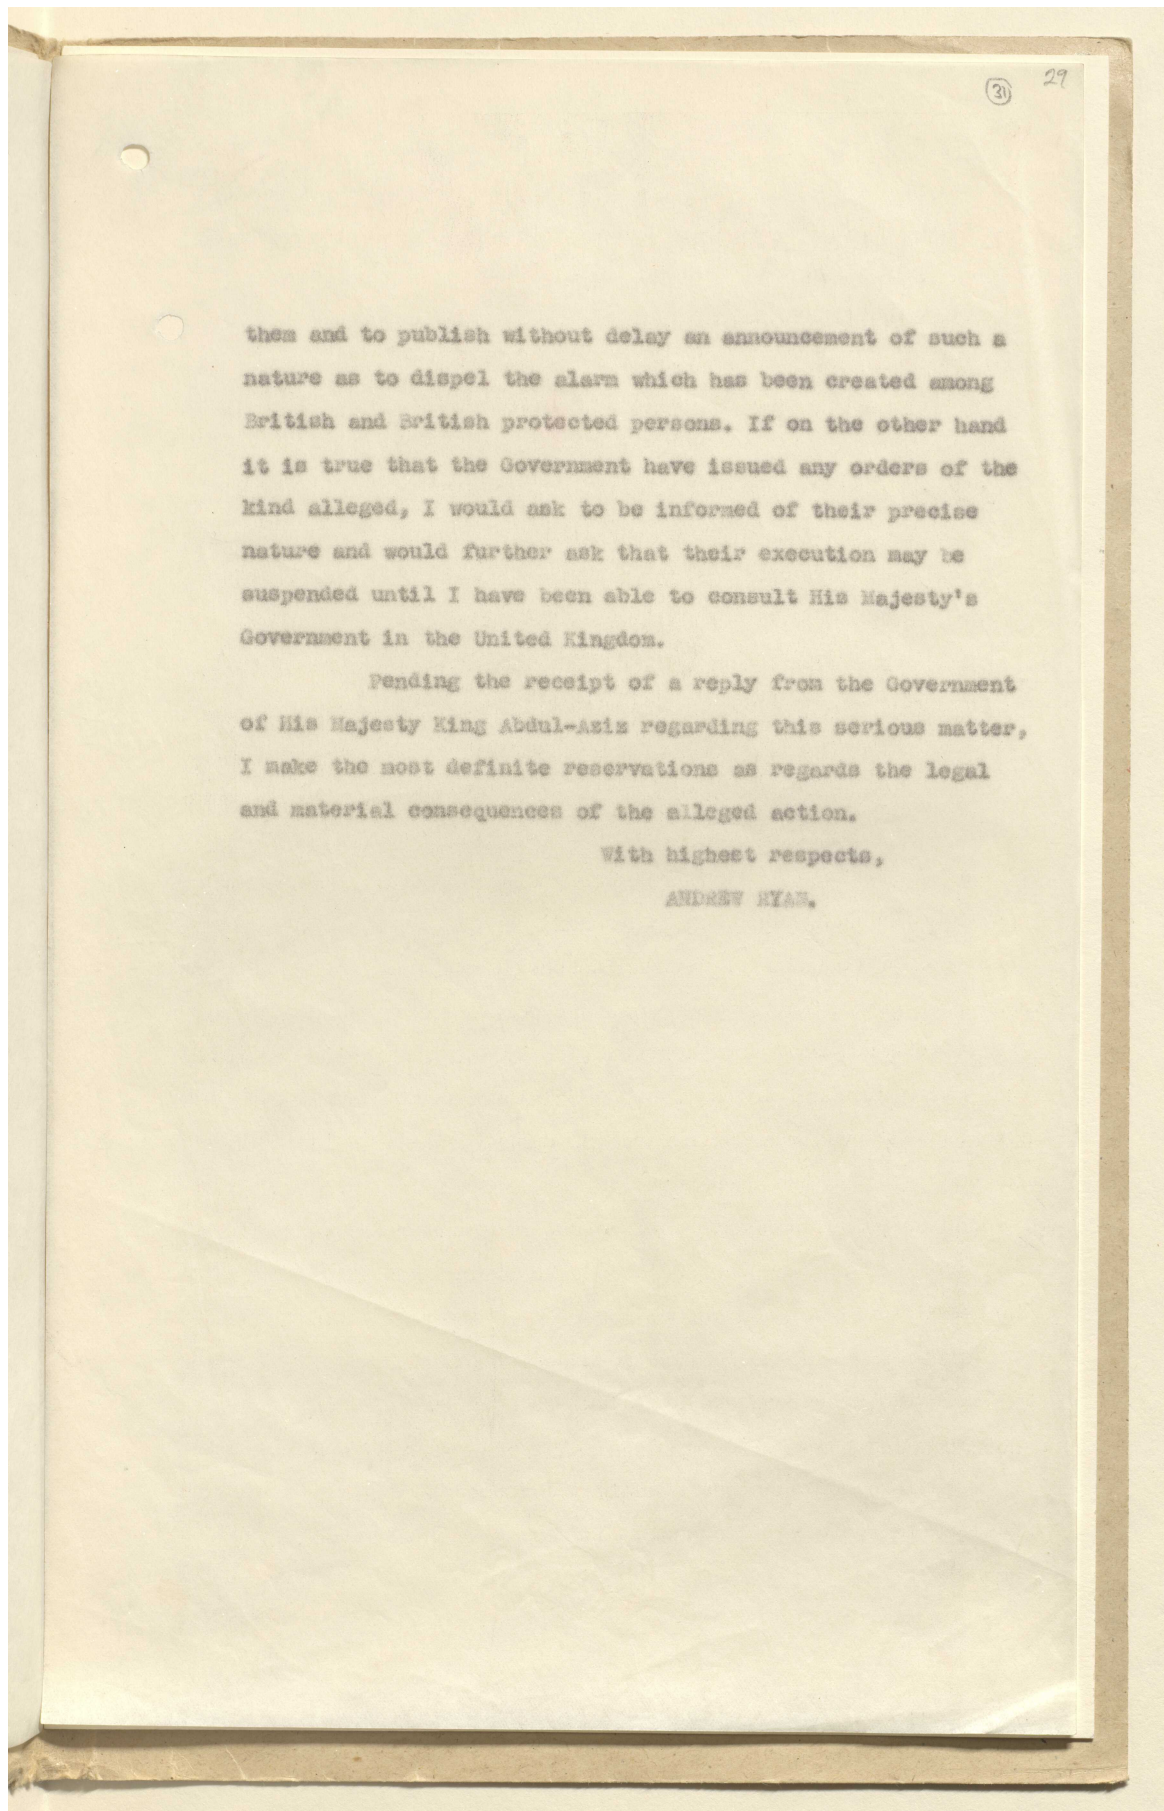 29
31
them and to publish without delay an announcement of such a
nature as to dispel the alarm which has been created among
British and British protected persons. If on the other hand
it is true that the Government have issued any orders of the
kind alleged, I would ask to be informed of their precise
nature and would further ask that their execution may be
suspended until I have been able to consult His Majesty's
Government in the United Kingdom.
Pending the receipt of a reply from the Government
of His Majesty King Abdul-Aziz regarding this serious matter,
I make the most definite reservations as regards the legal
and material consequences of the alleged action.
With highest respects,
ANDREW RYAN.